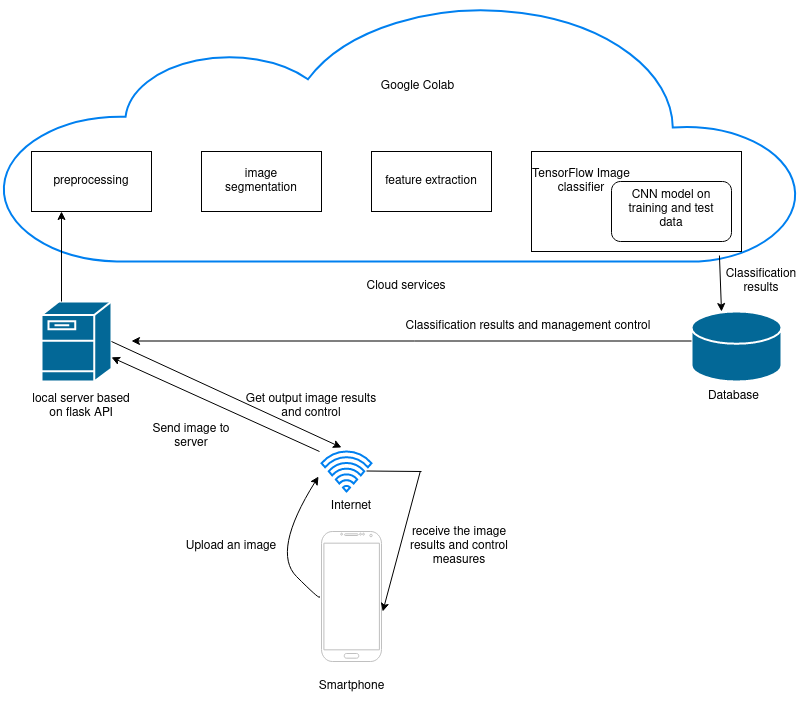 Google Colab
preprocessing
image
segmentation
feature extraction
TensorFlow Image
classifier
CNN model on
training and test
data
Cloud services
Classification
results
Classification results and management control
local server based
on flask API
Database
Get output image results
and control
Send image to
server
Internet
Upload an image
receive the image
results and control
measures
Smartphone